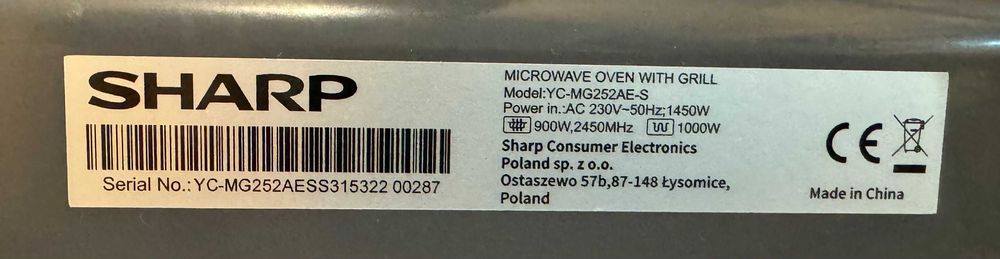 SHARP
Serial No.:YC-MG252AESS315322 00287
MICROWAVE OVEN WITH GRILL
Model:YC-MG252AE-S
Power in.:AC 230V~50Hz;1450W
900W,2450MHz 1000W
Sharp Consumer Electronics
Poland sp. z o.o.
Ostaszewo 57b,87-148 Łysomice,
Poland
CE
Made in China